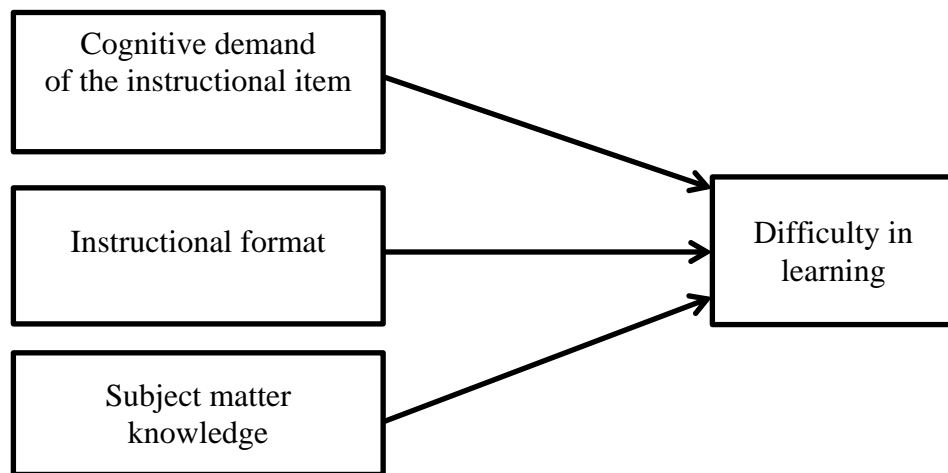 Cognitive demand
of the instructional item
Instructional format
Subject matter
knowledge
Difficulty in
learning